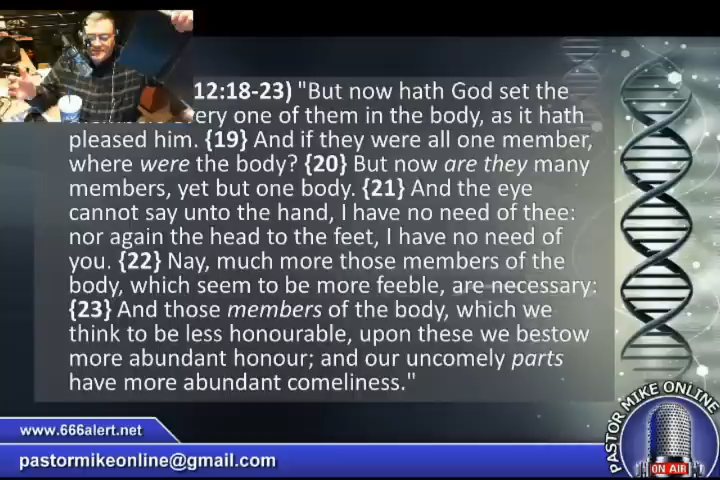 12:18-23) "But now hath God set the
ery one of them in the body, as it hath
pleased him. {19} And if they were all one member,
where were the body? {20} But now are they many
members, yet but one body. {21} And the eye
cannot say unto the hand, I have no need of thee:
nor again the head to the feet, I have no need of
you. {22} Nay, much more those members of the
body, which seem to be more feeble, are necessary:
{23} And those members of the body, which we
think to be less honourable, upon these we bestow
more abundant honour; and our uncomely parts
have more abundant comeliness."
www.666alert.net
pastormikeonline@gmail.com
PASTOR MIKE ONLINE
ON AIR